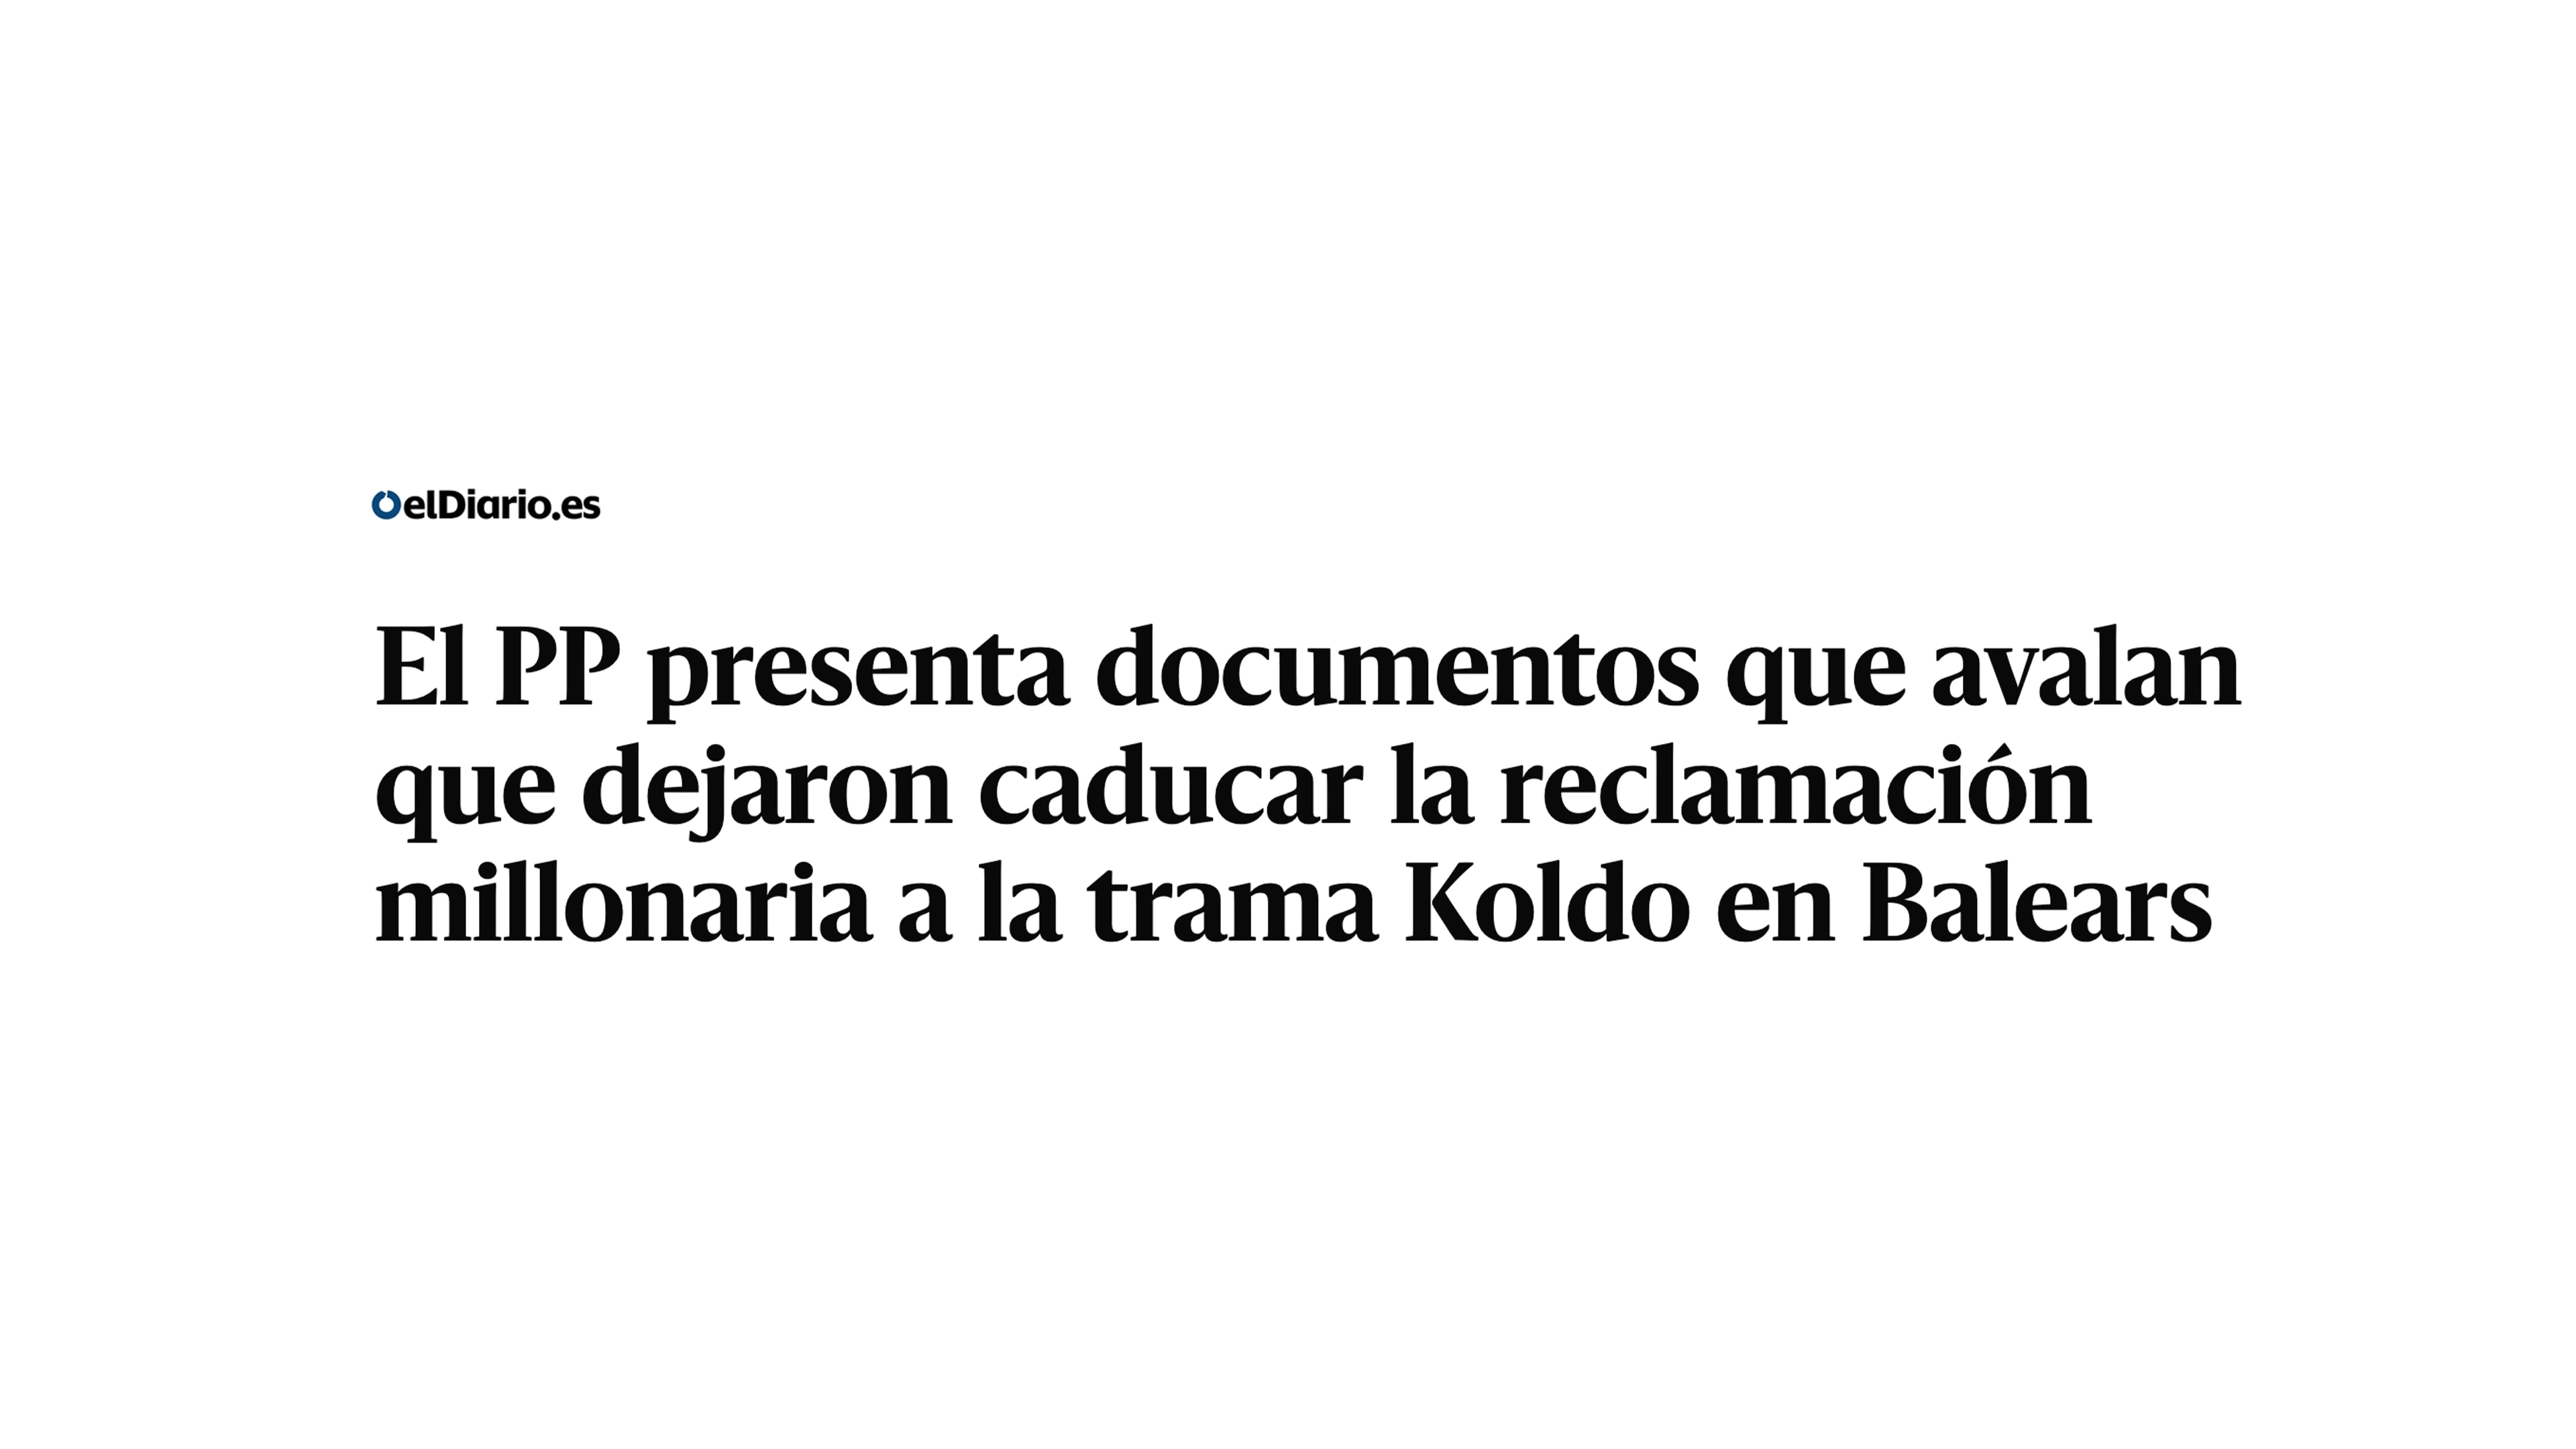 elDiario.es
El PP presenta documentos que avalan
que dejaron caducar la reclamación
millonaria a la trama Koldo en Balears